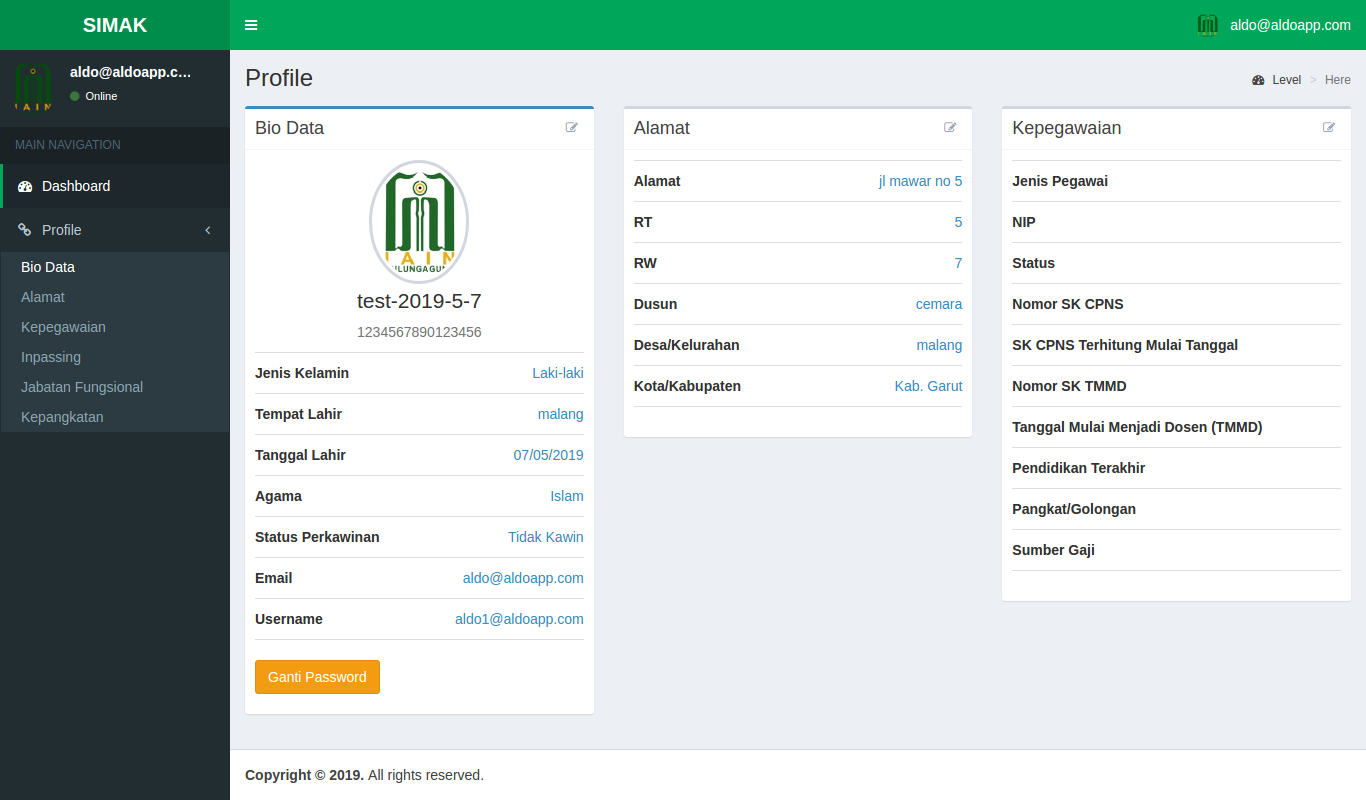 SIMAK
aldo@aldoapp.com
aldo@aldoapp.c...
Online
MAIN NAVIGATION
Dashboard
Profile
Bio Data
Alamat
Kepegawaian
Inpassing
Jabatan Fungsional
Kepangkatan
Profile
Level > Here
Bio Data
IAIN
ULUNGAGUN
test-2019-5-7
1234567890123456
Jenis Kelamin Laki-laki
Tempat Lahir malang
Tanggal Lahir 07/05/2019
Agama Islam
Status Perkawinan Tidak Kawin
Email aldo@aldoapp.com
Username aldo1@aldoapp.com
Ganti Password
Alamat
Alamat jl mawar no 5
RT 5
RW 7
Dusun cemara
Desa/Kelurahan malang
Kota/Kabupaten Kab. Garut
Kepegawaian
Jenis Pegawai
NIP
Status
Nomor SK CPNS
SK CPNS Terhitung Mulai Tanggal
Nomor SK TMMD
Tanggal Mulai Menjadi Dosen (TMMD)
Pendidikan Terakhir
Pangkat/Golongan
Sumber Gaji
Copyright © 2019. All rights reserved.